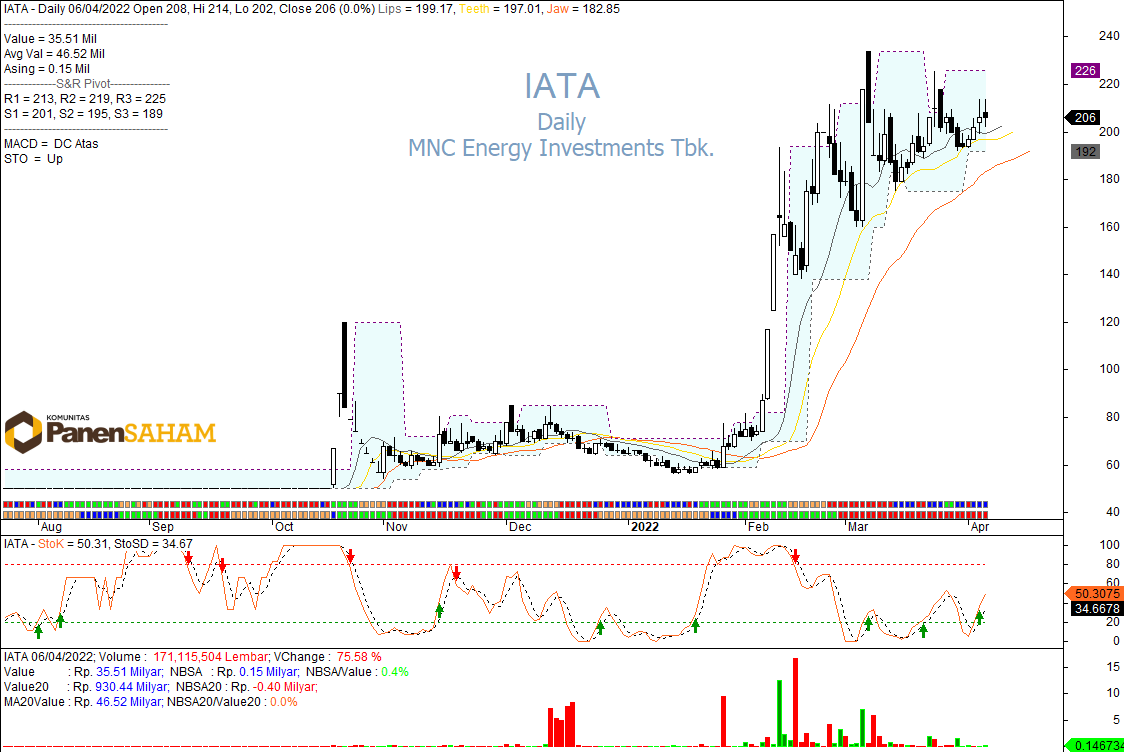 IATA - Daily 06/04/2022 Open 208, Hi 214, Lo 202, Close 206 (0.0%) Lips = 199.17, Teeth = 197.01, Jaw = 182.85
Value = 35.51 Mil
Avg Val = 46.52 Mil
Asing = 0.15 Mil
S&R Pivot
R1 = 213, R2 = 219, R3 = 225
S1 = 201, S2 = 195, S3 = 189
MACD = DC Atas
STO = Up
IATA
Daily
MNC Energy Investments Tbk.
KOMUNITAS
PanenSAHAM
240
226
220
206
200
192
180
160
140
120
100
80
60
40
Aug Sep Oct Nov Dec 2022 Feb Mar Apr
IATA - StoK = 50.31, StoSD = 34.67
100
80
60
50.3075
34.6678
20
0
IATA 06/04/2022; Volume : 171,115,504 Lembar; VChange : 75.58 %
Value : Rp. 35.51 Milyar; NBSA : Rp. 0.15 Milyar; NBSA/Value : 0.4%
Value20 : Rp. 930.44 Milyar; NBSA20 : Rp. -0.40 Milyar;
MA20Value : Rp. 46.52 Milyar; NBSA20/Value20 : 0.0%
15
10
5
0.146734